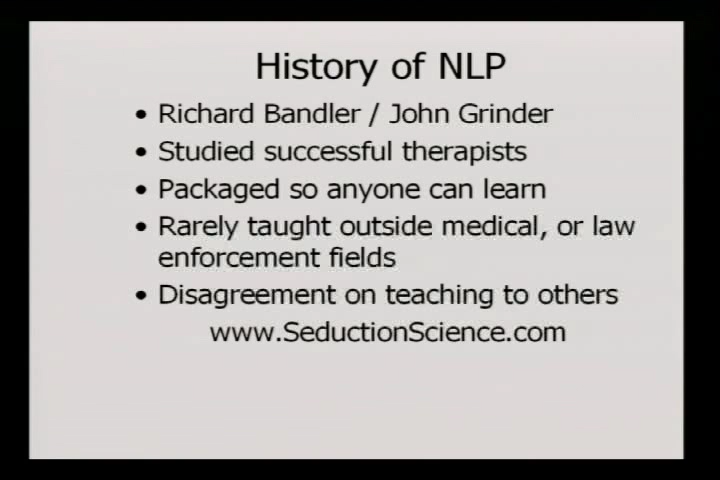 History of NLP
• Richard Bandler / John Grinder
• Studied successful therapists
• Packaged so anyone can learn
• Rarely taught outside medical, or law
enforcement fields
• Disagreement on teaching to others
www.SeductionScience.com